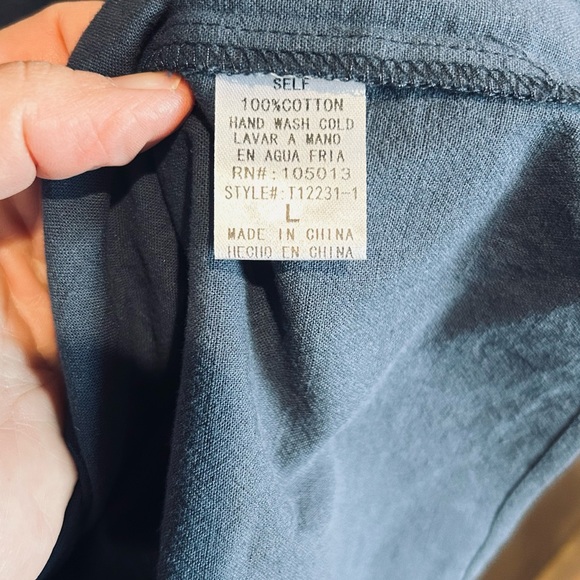 SELF
100%COTTON
HAND WASH COLD
LAVAR A MANO
EN AGUA FRIA
RN#: 105013
STYLE#: T12231-1
L
MADE IN CHINA
HECHO EN CHINA